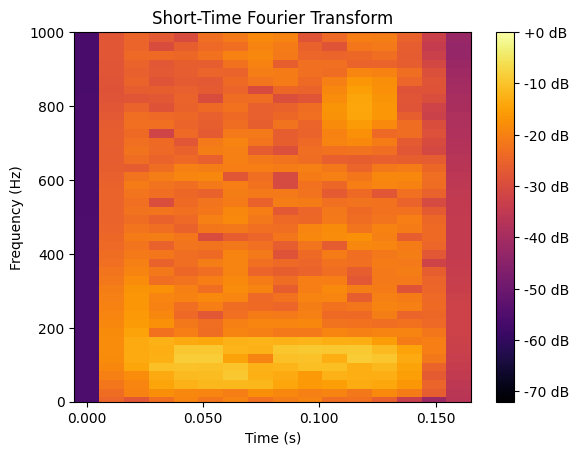 Short-Time Fourier Transform
1000
800
600
400
200
0
Frequency (Hz)
0.000
0.050
0.100
0.150
Time (s)
+0 dB
-10 dB
-20 dB
-30 dB
-40 dB
-50 dB
-60 dB
-70 dB